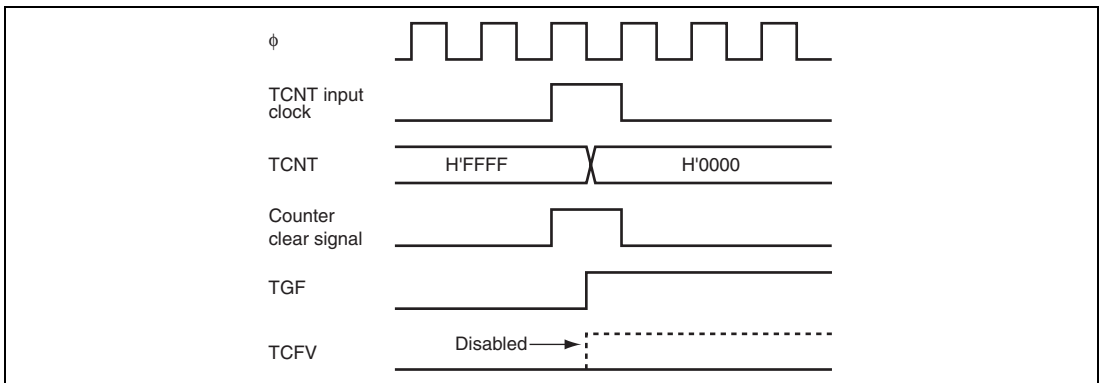 ϕ
TCNT input
clock
TCNT
H'FFFF
H'0000
Counter
clear signal
TGF
Disabled
TCFV